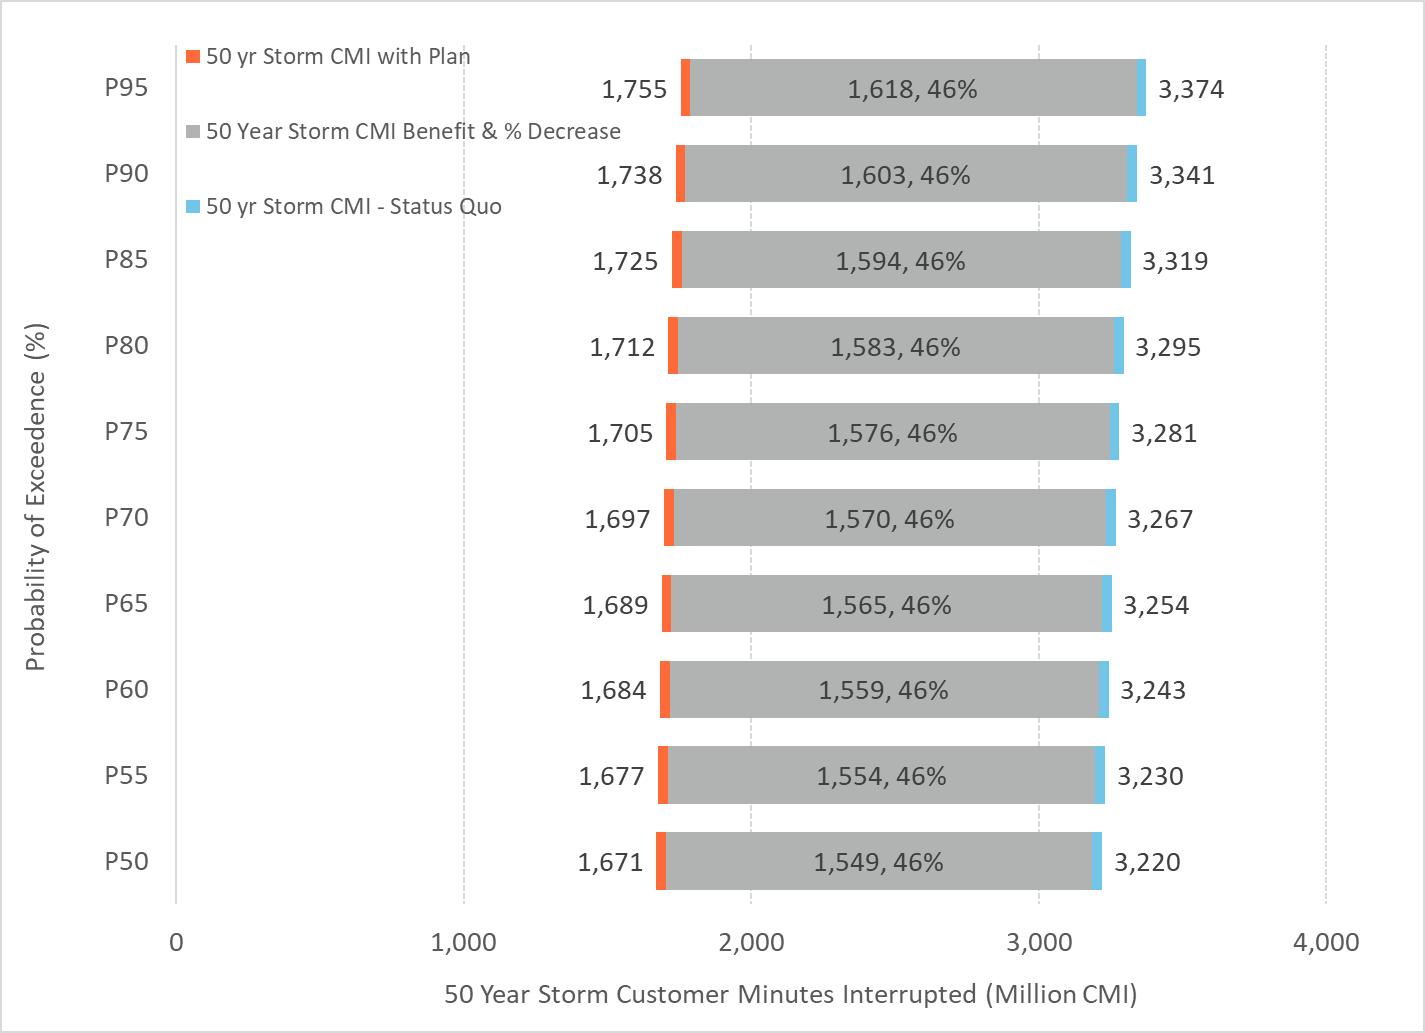 50 yr Storm CMI with Plan
50 Year Storm CMI Benefit & % Decrease
50 yr Storm CMI - Status Quo
Probability of Exceedence (%)
P95 1,755 1,618, 46% 3,374
P90 1,738 1,603, 46% 3,341
P85 1,725 1,594, 46% 3,319
P80 1,712 1,583, 46% 3,295
P75 1,705 1,576, 46% 3,281
P70 1,697 1,570, 46% 3,267
P65 1,689 1,565, 46% 3,254
P60 1,684 1,559, 46% 3,243
P55 1,677 1,554, 46% 3,230
P50 1,671 1,549, 46% 3,220
0 1,000 2,000 3,000 4,000
50 Year Storm Customer Minutes Interrupted (Million CMI)